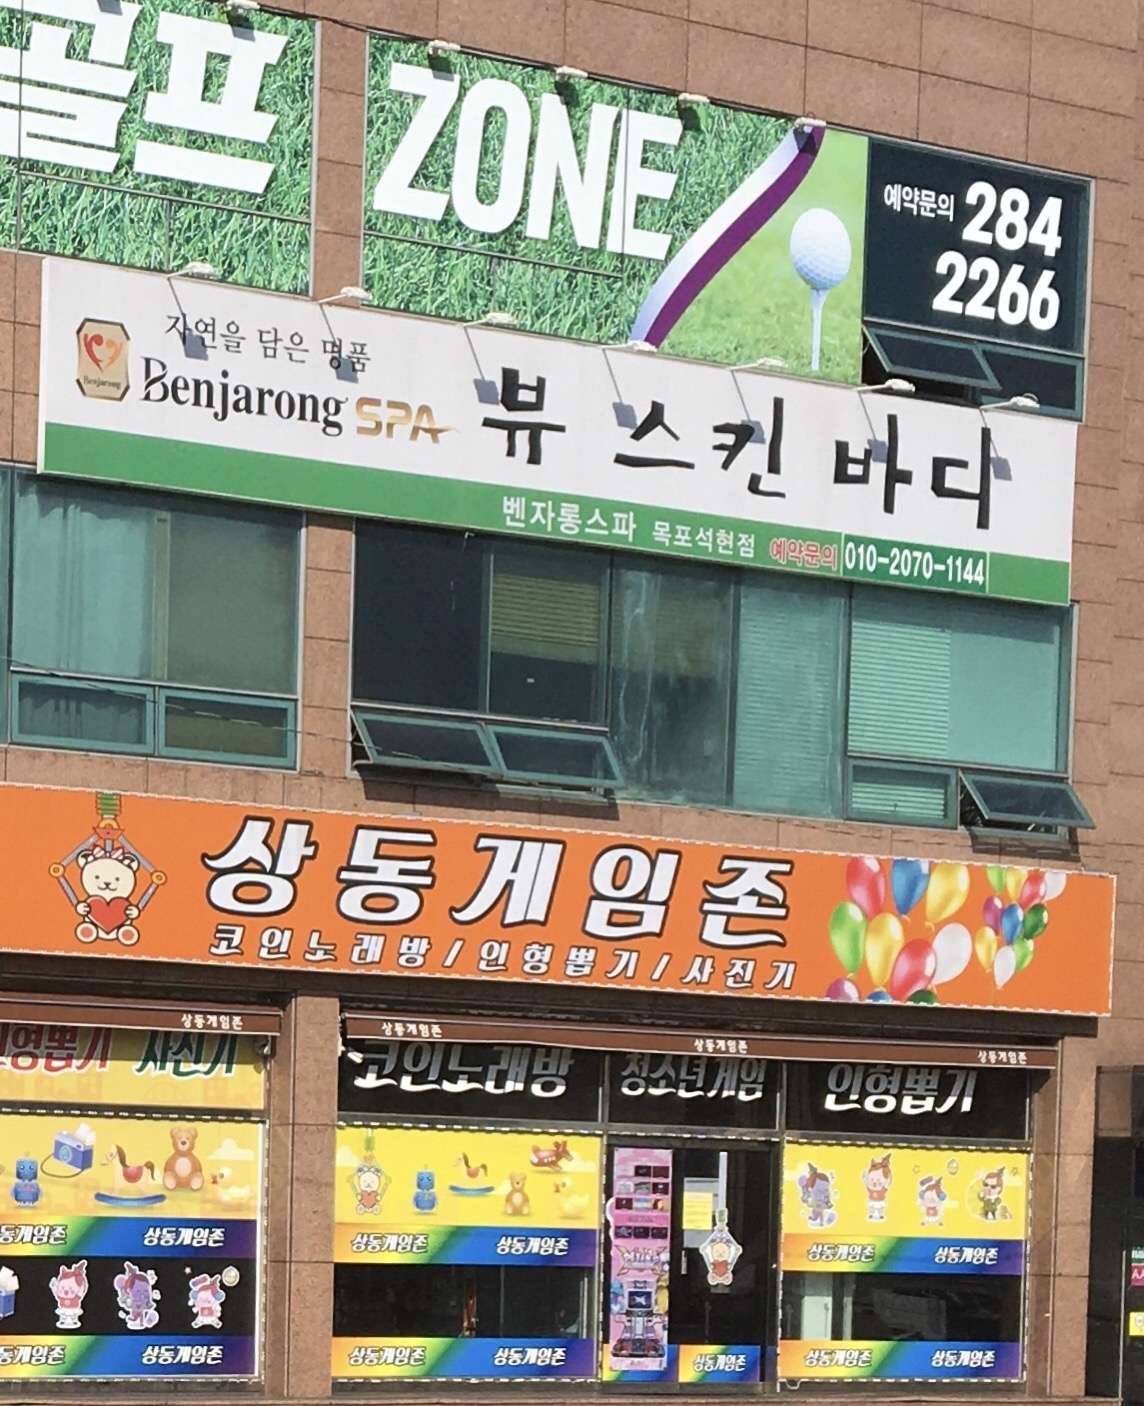 골프 ZONE
예약문의 284
2266
자연을 담은 명품
Benjarong
Benjarong SPA 뷰 스킨 바디
벤자롱스파 목포석현점 예약문의 010-2070-1144
상동게임존
코인노래방/인형뽑기/사진기
상동게임존 상동게임존 상동게임존 상동게임존
인형뽑기 사진기 코인노래방 청소년게임 인형뽑기
상동게임존 상동게임존 상동게임존 상동게임존 상동게임존 상동게임존
상동게임존 상동게임존 상동게임존 상동게임존 상동게임존 상동게임존 상동게임존